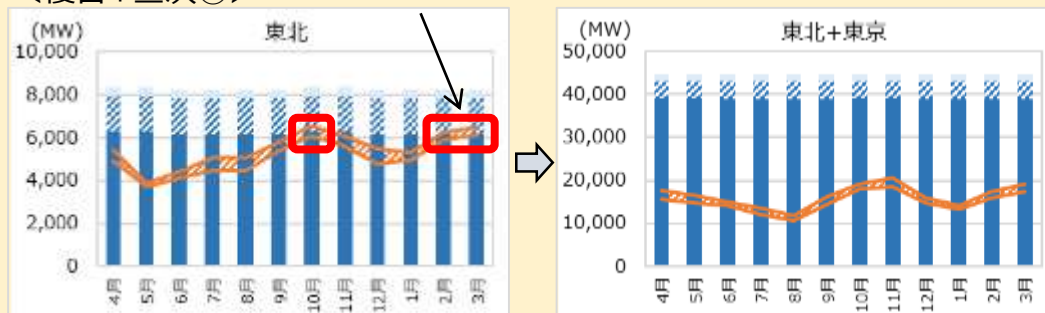 (MW)
東北
10,000
8,000
6,000
4,000
2,000
0
4月
5月
6月
7月
8月
9月
10月
11月
12月
1月
2月
3月
(MW)
東北+東京
50,000
40,000
30,000
20,000
10,000
0
4月
5月
6月
7月
8月
9月
10月
11月
12月
1月
2月
3月